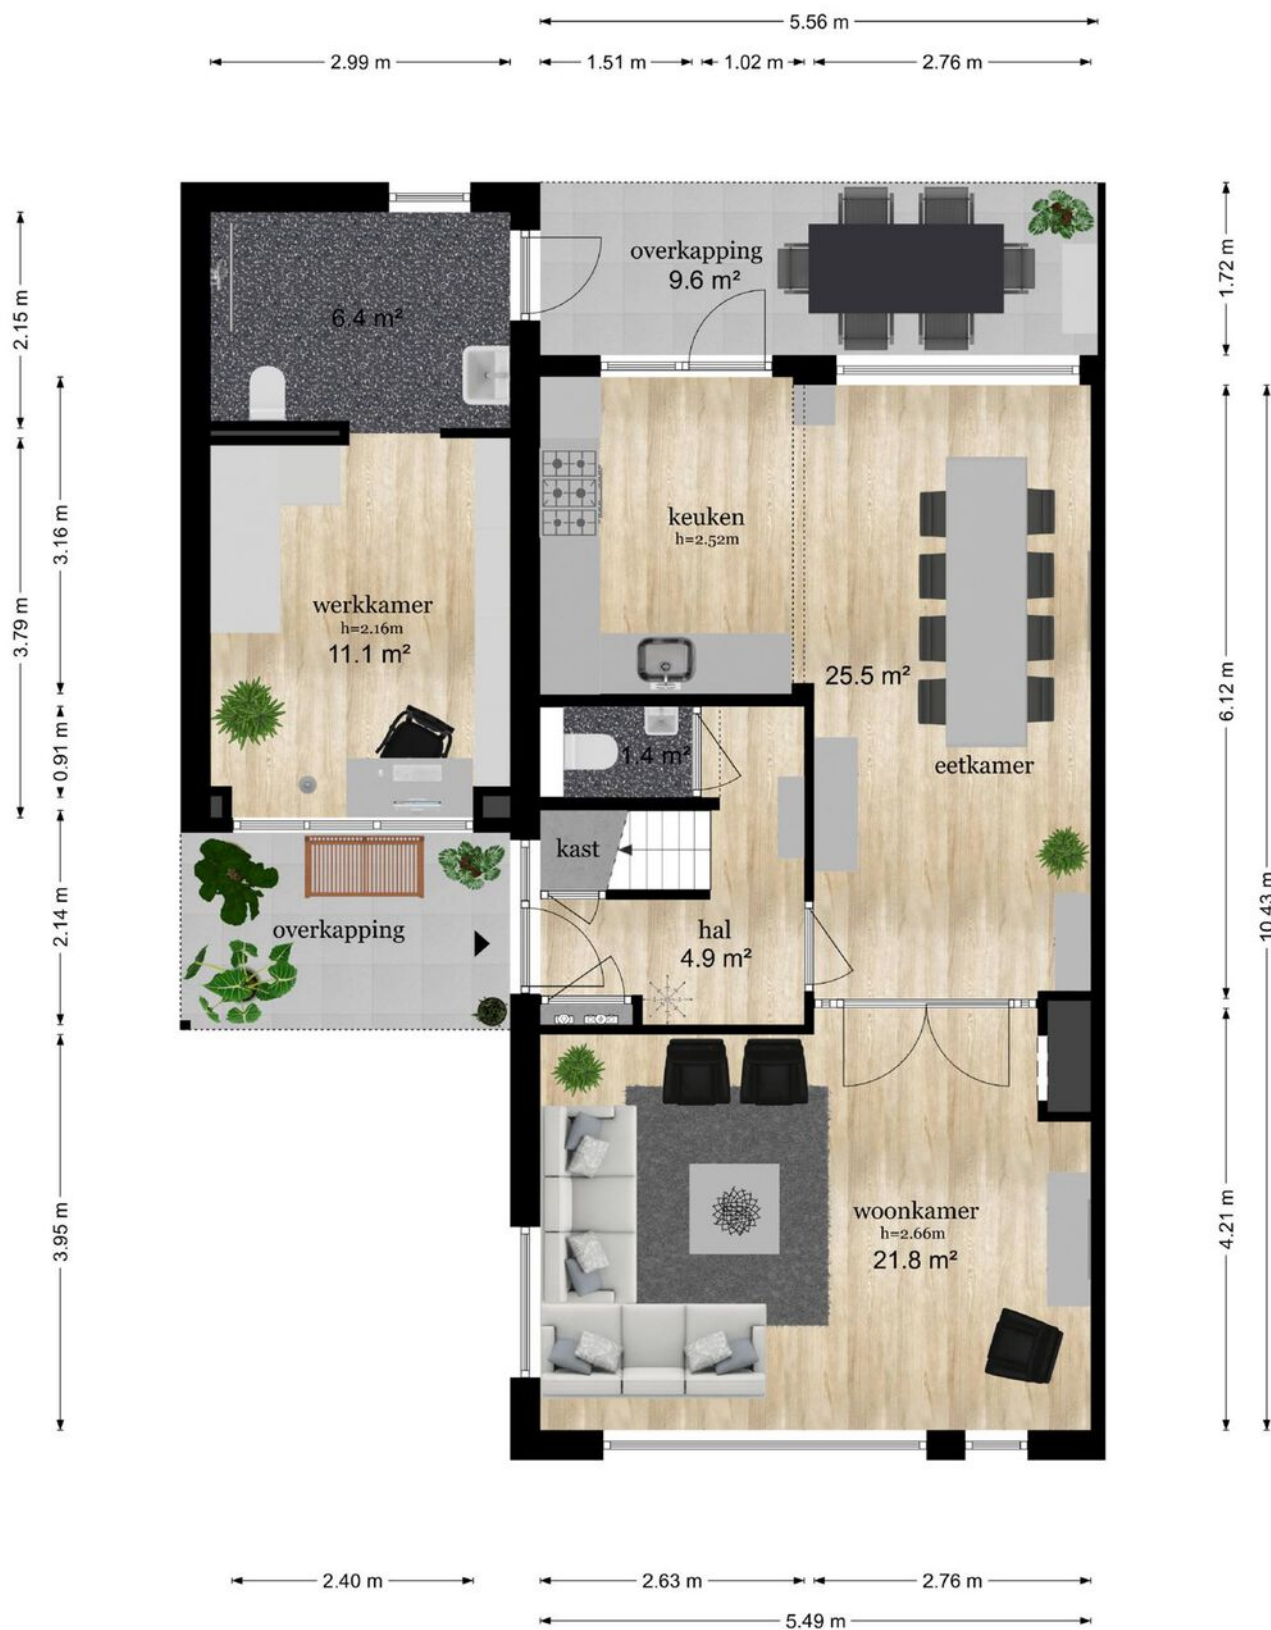 5.56 m
2.99 m
1.51 m
1.02 m
2.76 m
overkapping
9.6 m²
1.72 m
2.15 m
6.4 m²
3.16 m
keuken
h=2.52m
werkkamer
h=2.16m
11.1 m²
3.79 m
25.5 m²
6.12 m
0.91 m
1.4 m²
eetkamer
kast
2.14 m
overkapping
hal
4.9 m²
10.43 m
3.95 m
woonkamer
h=2.66m
21.8 m²
4.21 m
2.40 m
2.63 m
2.76 m
5.49 m